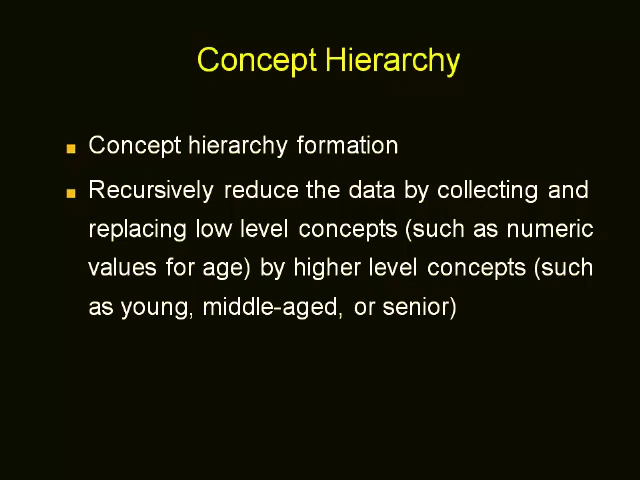 Concept Hierarchy
■ Concept hierarchy formation
■ Recursively reduce the data by collecting and
replacing low level concepts (such as numeric
values for age) by higher level concepts (such
as young, middle-aged, or senior)